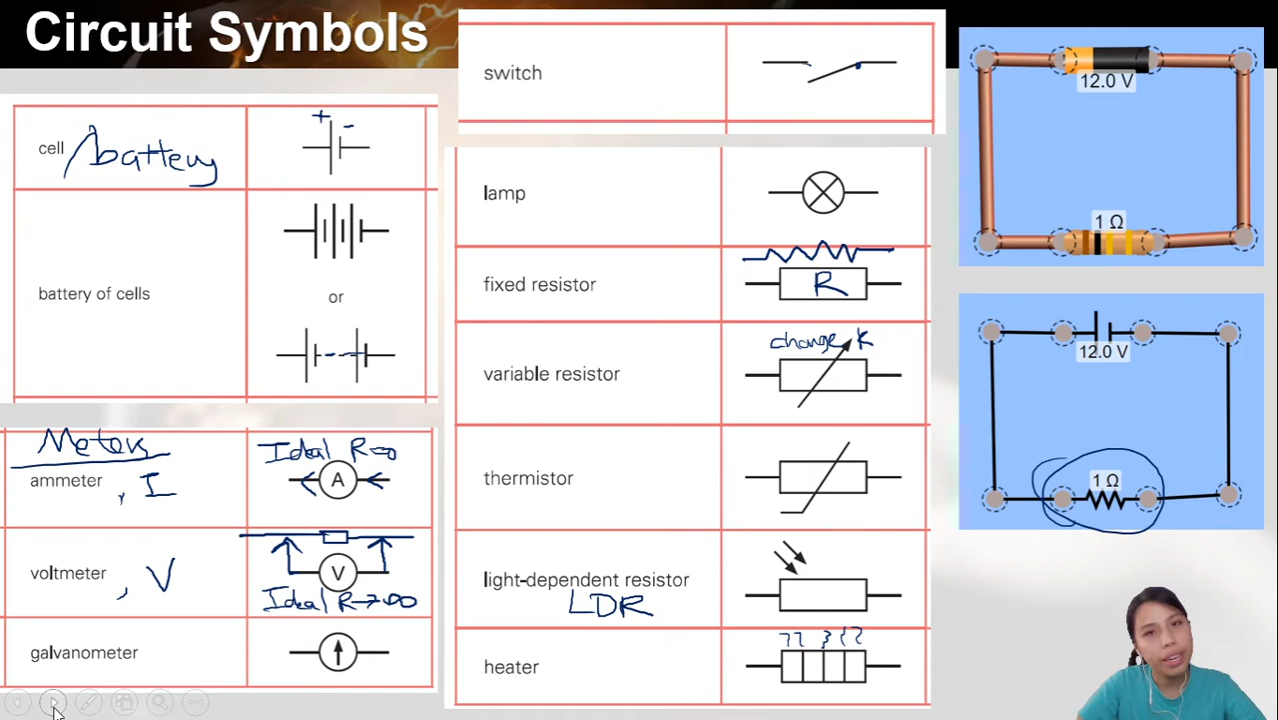 Circuit Symbols
cell /battery
+ -
battery of cells
or
Meters
ammeter , I
Ideal R=0
A
voltmeter , V
V
Ideal R→∞
galvanometer
switch
lamp
fixed resistor
R
variable resistor
change R
thermistor
light-dependent resistor
LDR
heater
12.0 V
1 Ω
12.0 V
1 Ω